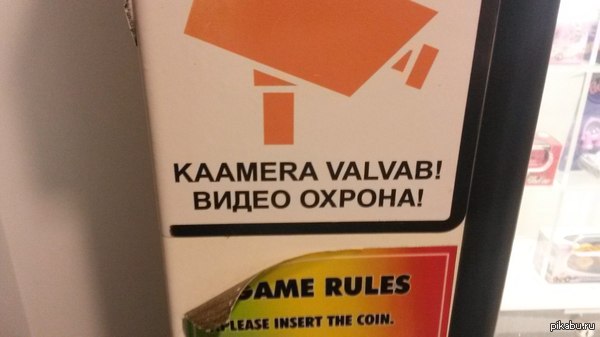 KAAMERA VALVAB!
ВИДЕО ОХРОНА!
GAME RULES
PLEASE INSERT THE COIN.
pikabu.ru